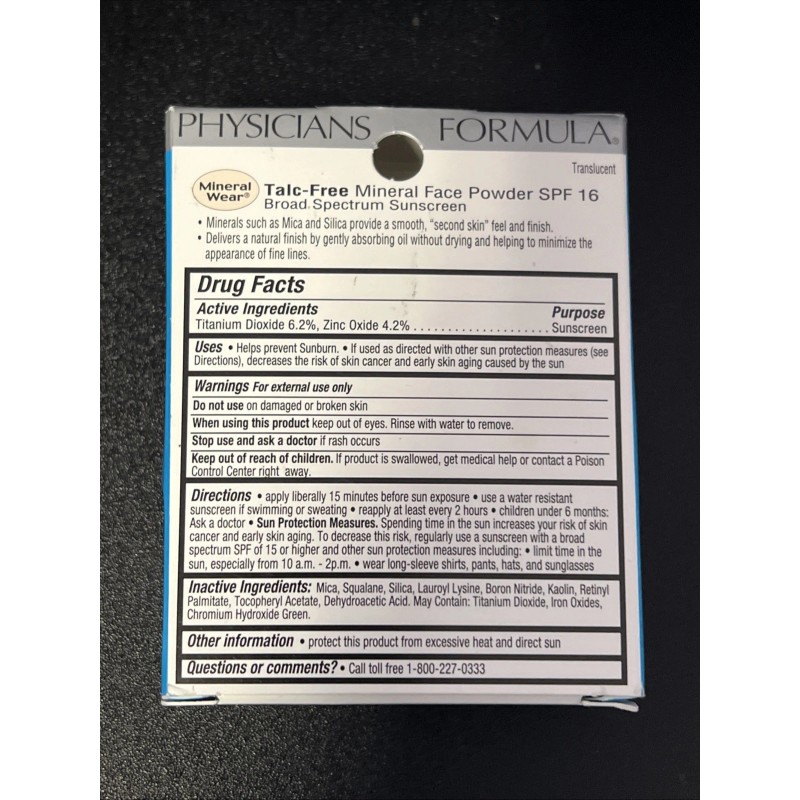 PHYSICIANS FORMULA®
Translucent
Mineral Wear®
Talc-Free Mineral Face Powder SPF 16
Broad Spectrum Sunscreen
• Minerals such as Mica and Silica provide a smooth, "second skin" feel and finish.
• Delivers a natural finish by gently absorbing oil without drying and helping to minimize the
appearance of fine lines.
Drug Facts
Active Ingredients Purpose
Titanium Dioxide 6.2%, Zinc Oxide 4.2% . . . . . . . . . . . . . . . . . . . . . Sunscreen
Uses • Helps prevent Sunburn. • If used as directed with other sun protection measures (see
Directions), decreases the risk of skin cancer and early skin aging caused by the sun
Warnings For external use only
Do not use on damaged or broken skin
When using this product keep out of eyes. Rinse with water to remove.
Stop use and ask a doctor if rash occurs
Keep out of reach of children. If product is swallowed, get medical help or contact a Poison
Control Center right away.
Directions • apply liberally 15 minutes before sun exposure • use a water resistant
sunscreen if swimming or sweating • reapply at least every 2 hours • children under 6 months:
Ask a doctor • Sun Protection Measures. Spending time in the sun increases your risk of skin
cancer and early skin aging. To decrease this risk, regularly use a sunscreen with a broad
spectrum SPF of 15 or higher and other sun protection measures including: • limit time in the
sun, especially from 10 a.m. - 2p.m. • wear long-sleeve shirts, pants, hats, and sunglasses
Inactive Ingredients: Mica, Squalane, Silica, Lauroyl Lysine, Boron Nitride, Kaolin, Retinyl
Palmitate, Tocopheryl Acetate, Dehydroacetic Acid. May Contain: Titanium Dioxide, Iron Oxides,
Chromium Hydroxide Green.
Other information • protect this product from excessive heat and direct sun
Questions or comments? • Call toll free 1-800-227-0333